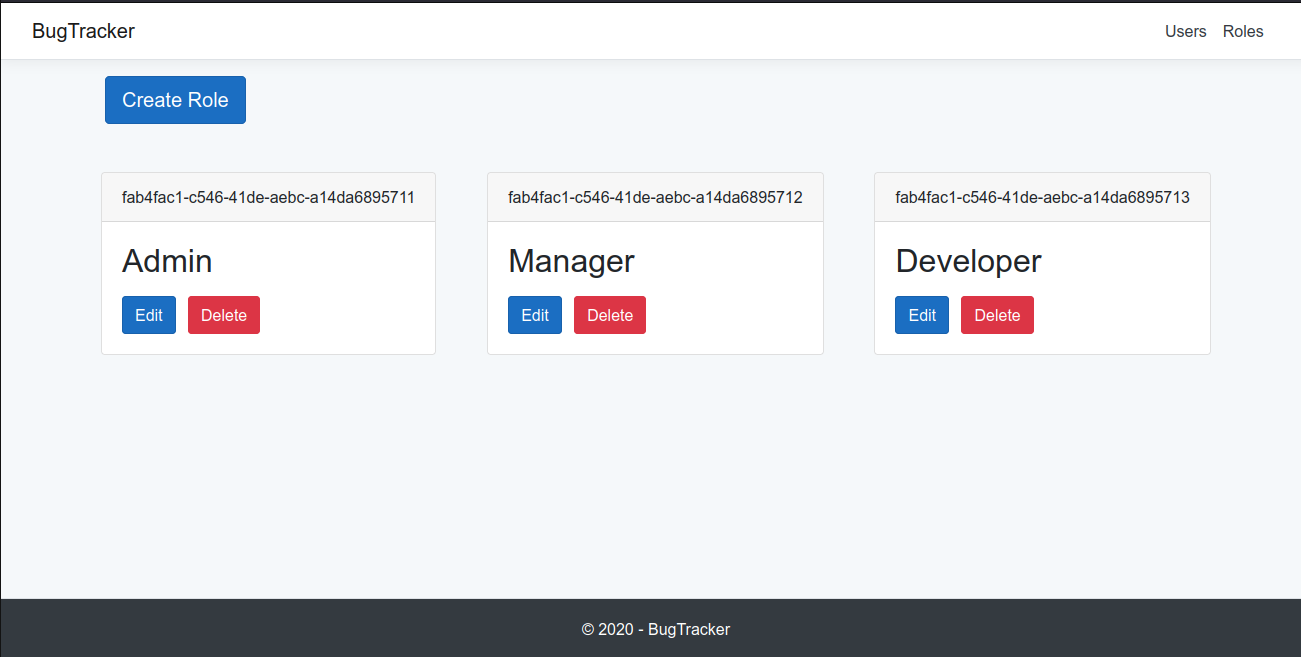 BugTracker
Users Roles
Create Role
fab4fac1-c546-41de-aebc-a14da6895711
Admin
Edit Delete
fab4fac1-c546-41de-aebc-a14da6895712
Manager
Edit Delete
fab4fac1-c546-41de-aebc-a14da6895713
Developer
Edit Delete
© 2020 - BugTracker